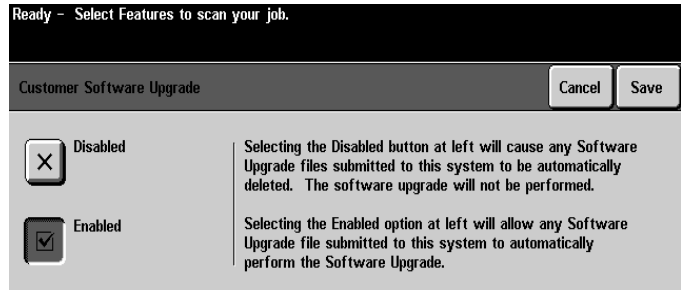 Ready - Select Features to scan your job.
Customer Software Upgrade
Cancel
Save
Disabled
Selecting the Disabled button at left will cause any Software
Upgrade files submitted to this system to be automatically
deleted. The software upgrade will not be performed.
Enabled
Selecting the Enabled option at left will allow any Software
Upgrade file submitted to this system to automatically
perform the Software Upgrade.